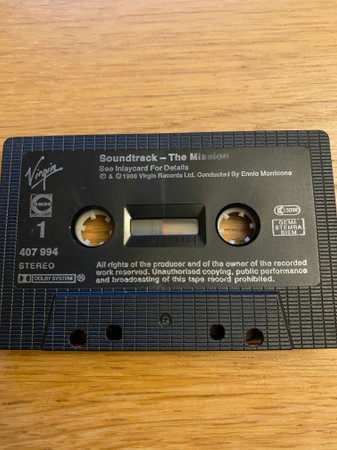 Soundtrack – The Mission
See Inlaycard For Details
℗ & © 1986 Virgin Records Ltd. Conducted By Ennio Morricone
Virgin
1
407 994
STEREO
DOLBY SYSTEM
GEMA
STEMRA
BIEM
All rights of the producer and of the owner of the recorded
work reserved. Unauthorised copying, public performance
and broadcasting of this tape record prohibited.